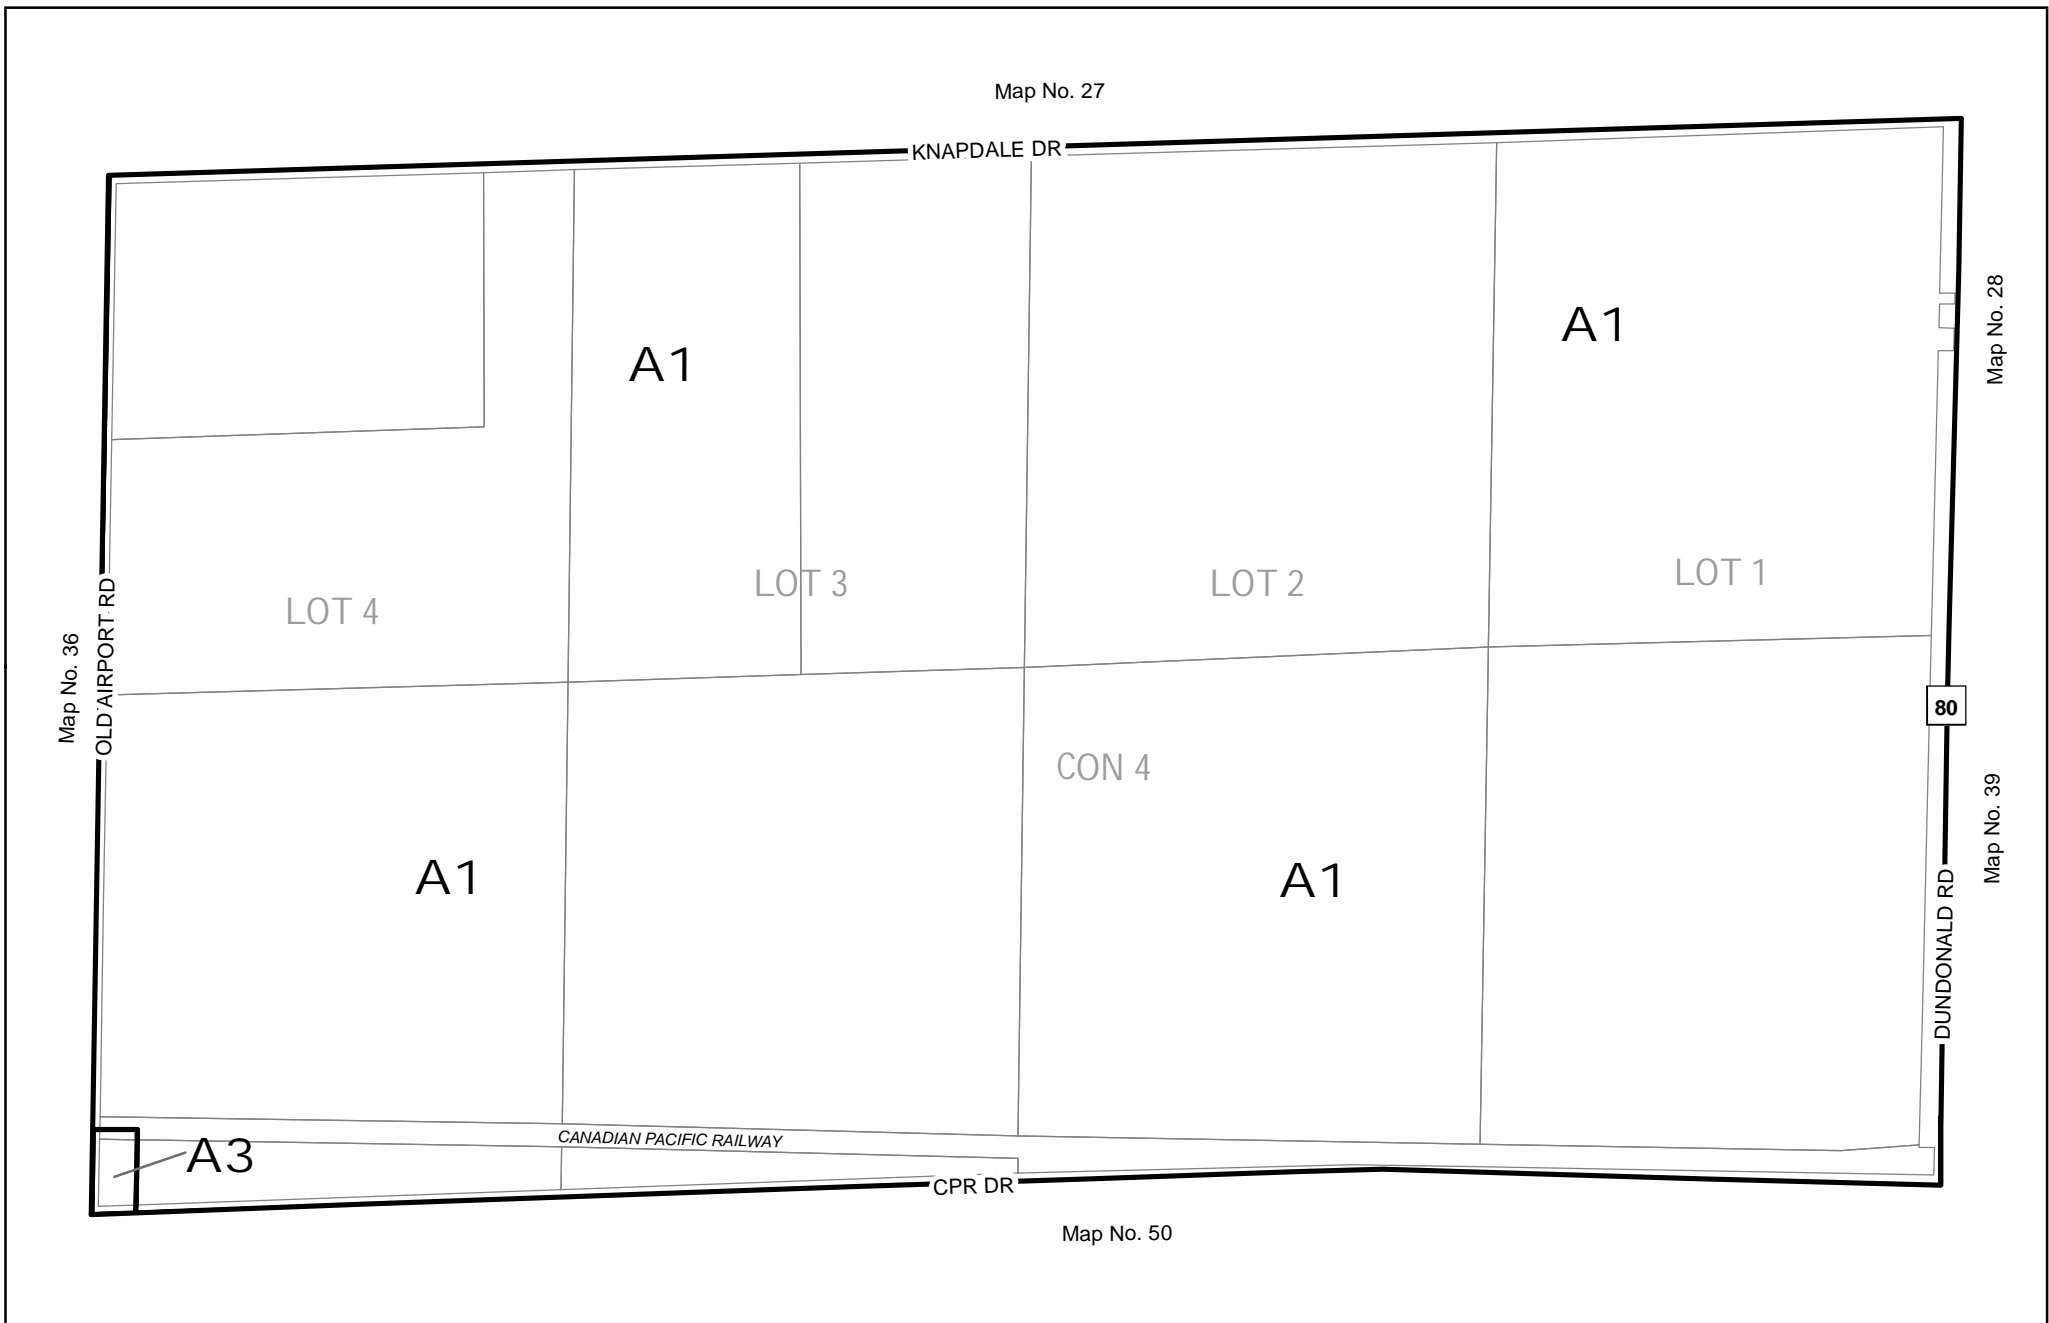 Map No. 27
KNAPDALE DR
A1
A1
Map No. 28
LOT 4
LOT 3
LOT 2
LOT 1
Map No. 36
OLD AIRPORT RD
80
CON 4
A1
A1
Map No. 39
DUNDONALD RD
A3
CANADIAN PACIFIC RAILWAY
CPR DR
Map No. 50